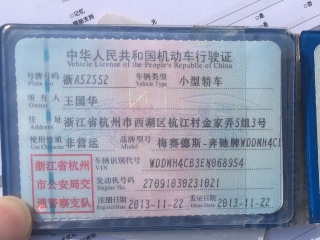 中华人民共和国机动车行驶证
Vehicle License of the People's Republic of China
号牌号码 浙A5Z55Z 车辆类型 小型轿车
Plate No. Vehicle Type
所有人 王国华
Owner
住址 浙江省杭州市西湖区杭江村金家弄5组3号
Address
使用性质 非营运 品牌型号 梅赛德斯-奔驰牌WDDMH4CB
Use Character Model
浙江省杭州
市公安局交
通警察支队
车辆识别代号 WDDMH4CB3EN068954
VIN
发动机号码 27091030231021
Engine No.
注册日期 2013-11-22 发证日期 2013-11-22
Register Date Issue Date